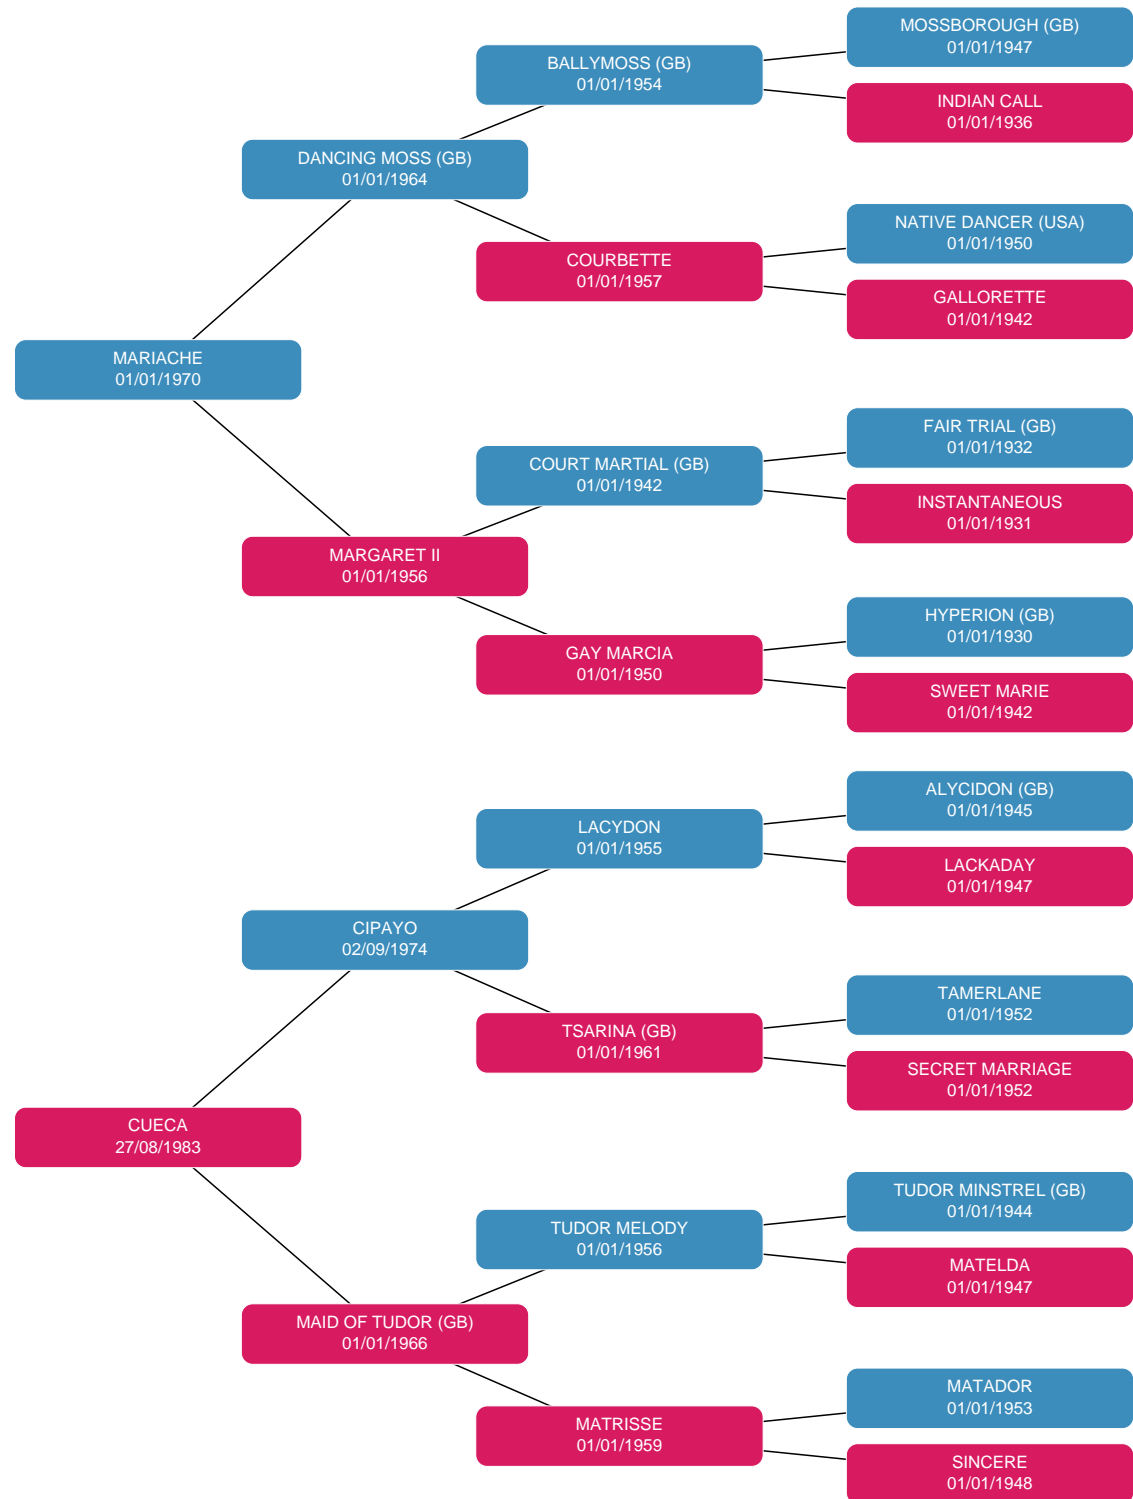 MOSSBOROUGH (GB)
01/01/1947
BALLYMOSS (GB)
01/01/1954
INDIAN CALL
01/01/1936
DANCING MOSS (GB)
01/01/1964
NATIVE DANCER (USA)
01/01/1950
COURBETTE
01/01/1957
GALLORETTE
01/01/1942
MARIACHE
01/01/1970
FAIR TRIAL (GB)
01/01/1932
COURT MARTIAL (GB)
01/01/1942
INSTANTANEOUS
01/01/1931
MARGARET II
01/01/1956
HYPERION (GB)
01/01/1930
GAY MARCIA
01/01/1950
SWEET MARIE
01/01/1942
ALYCIDON (GB)
01/01/1945
LACYDON
01/01/1955
LACKADAY
01/01/1947
CIPAYO
02/09/1974
TAMERLANE
01/01/1952
TSARINA (GB)
01/01/1961
SECRET MARRIAGE
01/01/1952
CUECA
27/08/1983
TUDOR MINSTREL (GB)
01/01/1944
TUDOR MELODY
01/01/1956
MATELDA
01/01/1947
MAID OF TUDOR (GB)
01/01/1966
MATADOR
01/01/1953
MATRISSE
01/01/1959
SINCERE
01/01/1948